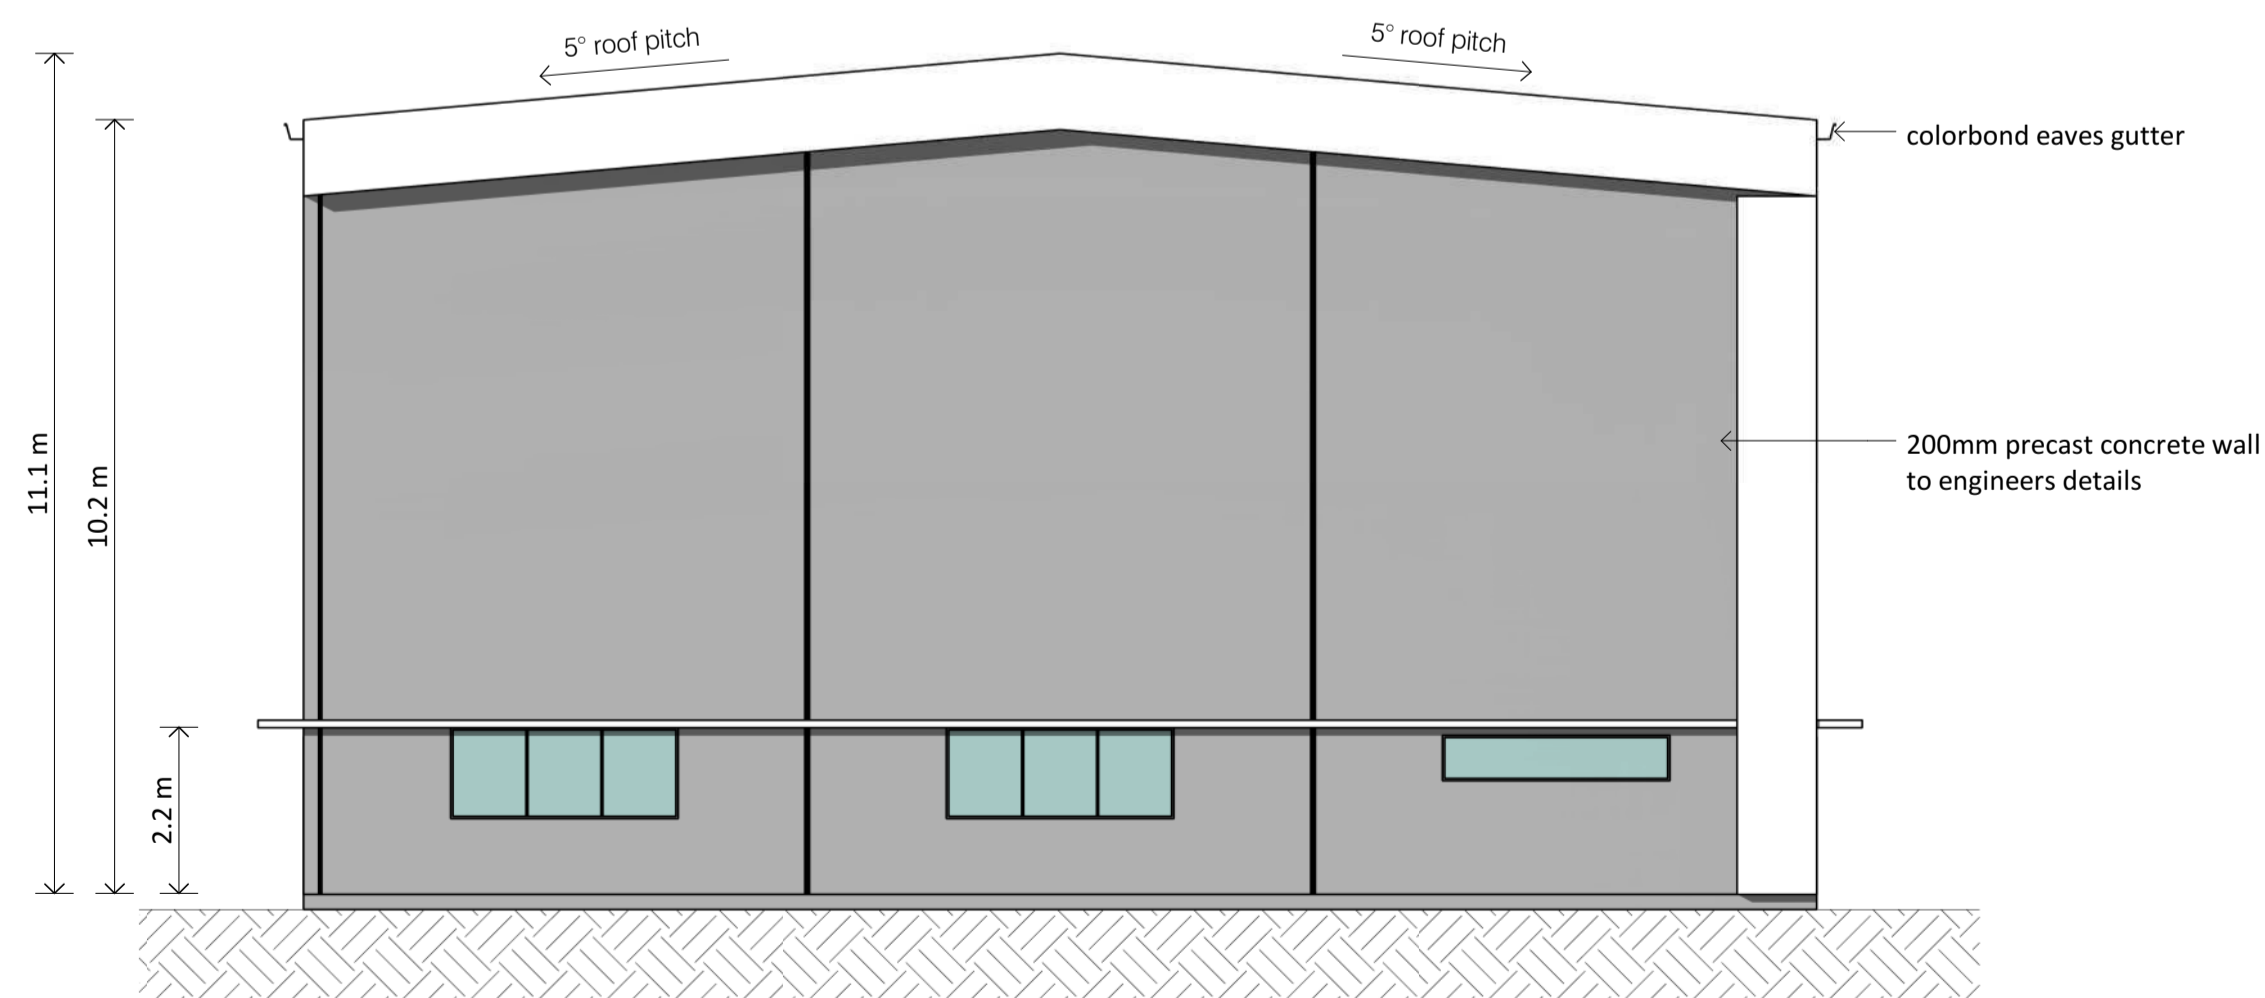 5° roof pitch
5° roof pitch
colorbond eaves gutter
11.1 m
10.2 m
200mm precast concrete wall
to engineers details
2.2 m